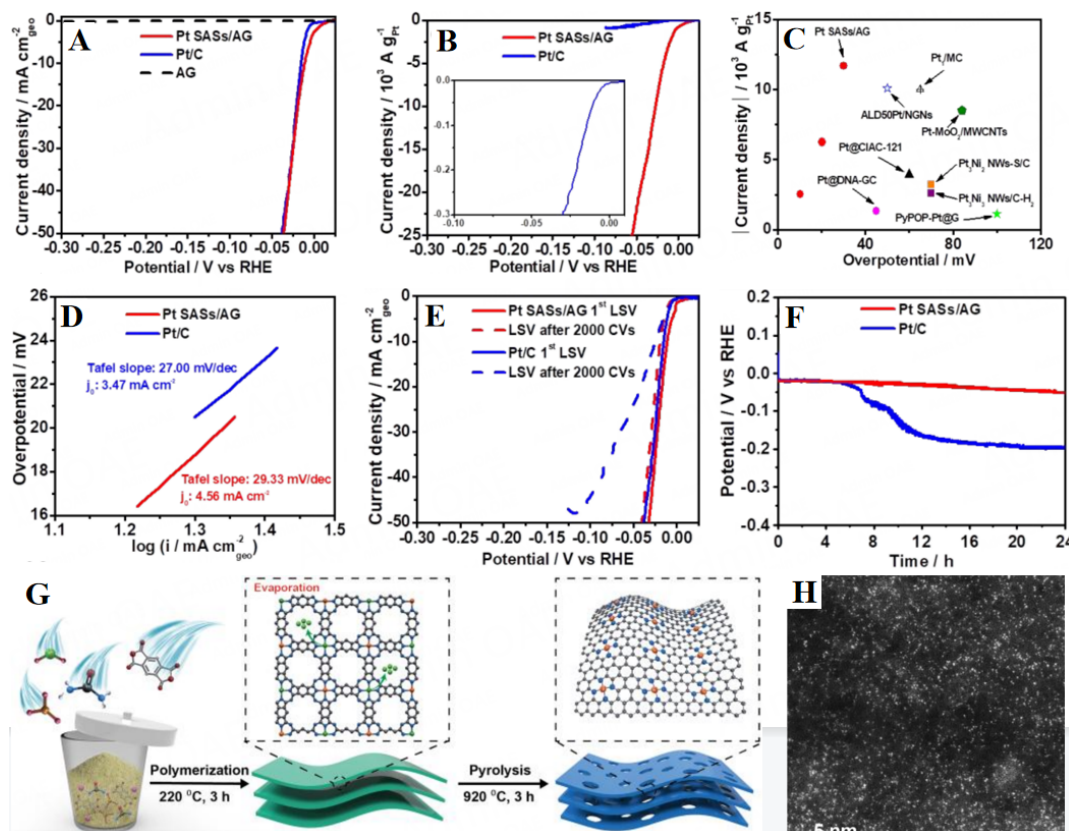 A
Pt SASs/AG
Pt/C
AG
0
-10
-20
-30
-40
-50
-0.30 -0.25 -0.20 -0.15 -0.10 -0.05 0.00
Current density / mA cm⁻²geo
Potential / V vs RHE
B
Pt SASs/AG
Pt/C
0
-5
-10
-15
-20
-25
0.0
-0.1
-0.2
-0.3
-0.05 0.00
-0.30 -0.25 -0.20 -0.15 -0.10 -0.05 0.00
Current density / 10³ A g⁻¹Pt
Potential / V vs RHE
C
Pt SASs/AG
Pt₁/MC
ALD50Pt/NGNs
Pt-MoO₂/MWCNTs
Pt@CIAC-121
Pt₃Ni₂ NWs-S/C
Pt@DNA-GC
Pt₃Ni₃ NWs/C-H₂
PyPOP-Pt@G
15
10
5
0
0 40 80 120
|Current density| / 10³ A g⁻¹Pt
Overpotential / mV
D
Pt SASs/AG
Pt/C
Tafel slope: 27.00 mV/dec
j₀: 3.47 mA cm⁻²
Tafel slope: 29.33 mV/dec
j₀: 4.56 mA cm⁻²
26
24
22
20
18
16
1.1 1.2 1.3 1.4 1.5
Overpotential / mV
log (i / mA cm⁻²geo)
E
Pt SASs/AG 1st LSV
LSV after 2000 CVs
Pt/C 1st LSV
LSV after 2000 CVs
0
-10
-20
-30
-40
-50
-0.30 -0.25 -0.20 -0.15 -0.10 -0.05 0.00
Current density / mA cm⁻²geo
Potential / V vs RHE
F
Pt SASs/AG
Pt/C
0.2
0.1
0.0
-0.1
-0.2
-0.3
-0.4
0 4 8 12 16 20 24
Potential / V vs RHE
Time / h
G
Evaporation
Polymerization
220 ⁰C, 3 h
Pyrolysis
920 ⁰C, 3 h
H
5 nm